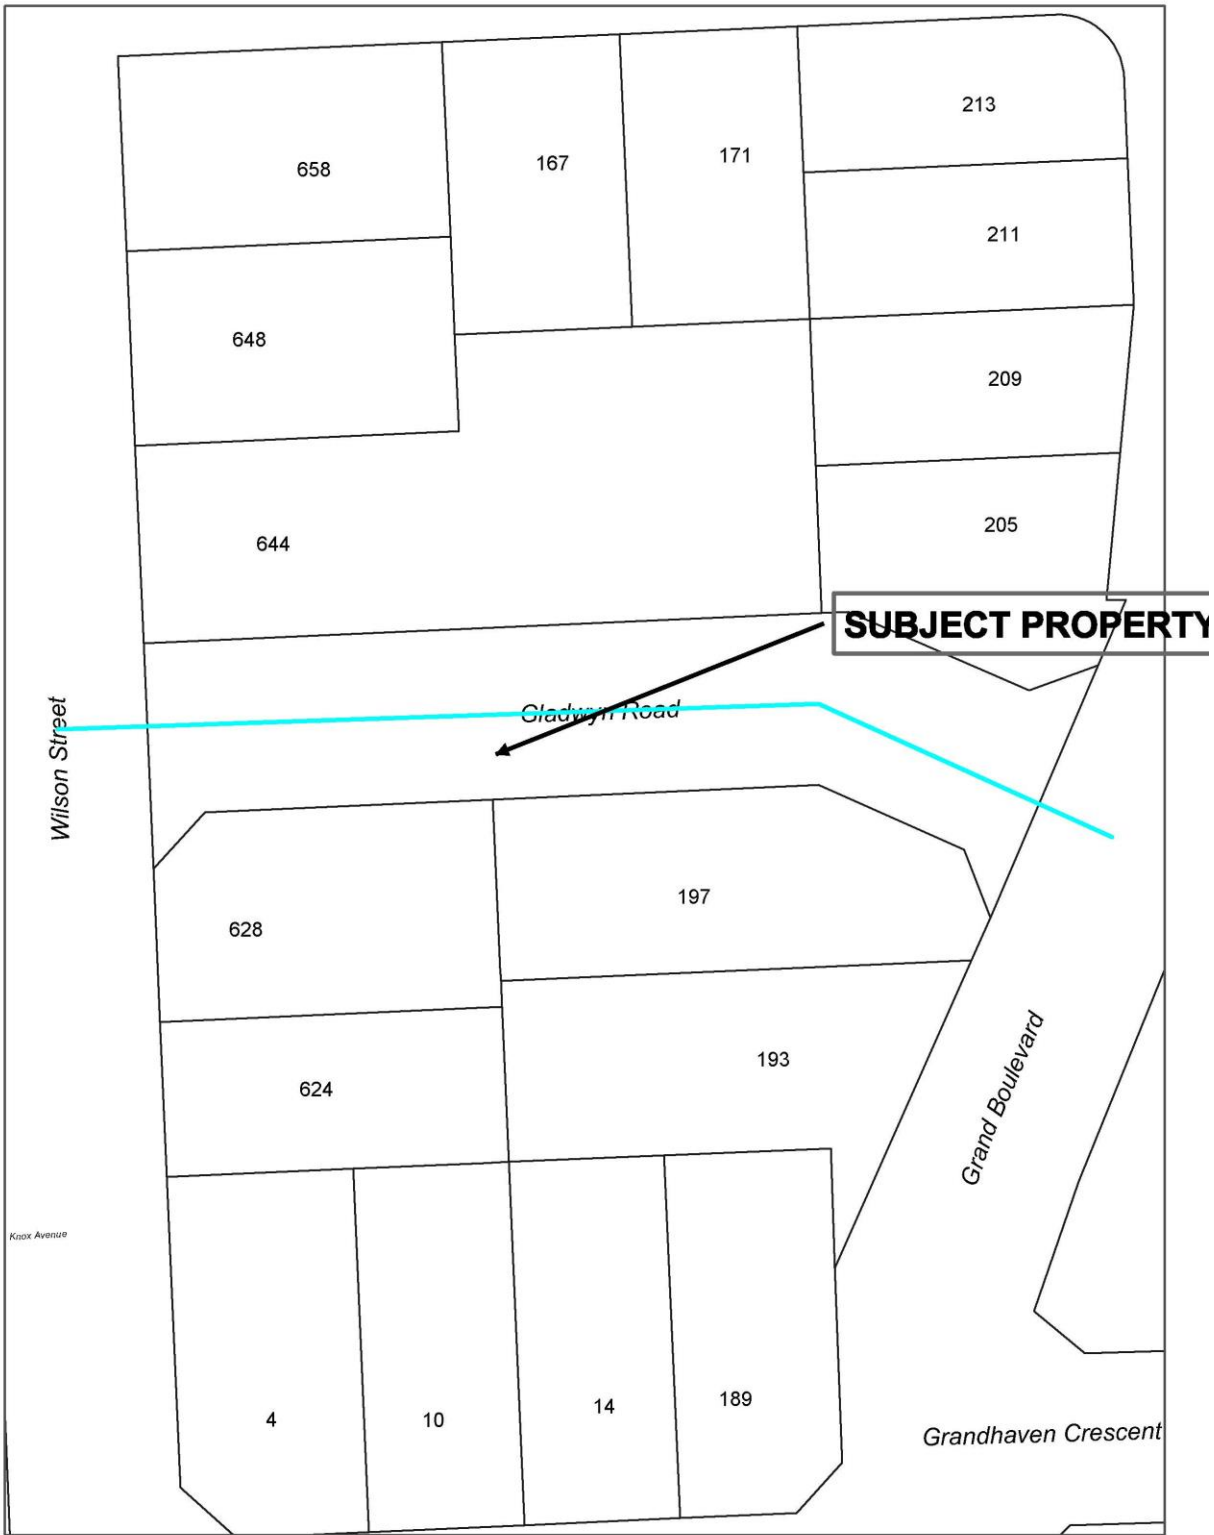 213
171
167
658
211
648
209
205
644
SUBJECT PROPERTY
Gladwyn Road
Wilson Street
197
628
193
624
Grand Boulevard
Knox Avenue
189
14
4
10
Grandhaven Crescent